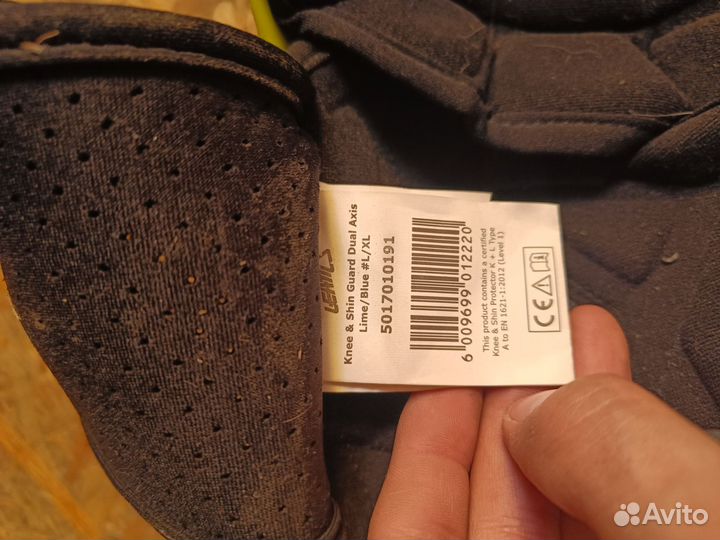 LEATT
Knee & Shin Guard Dual Axis
Lime/Blue #L/XL
5017010191
6 009699 012220
This product contains a certified
Knee & Shin Protector K + L Type
A to EN 1621-1:2012 (Level 1)
CE
Avito